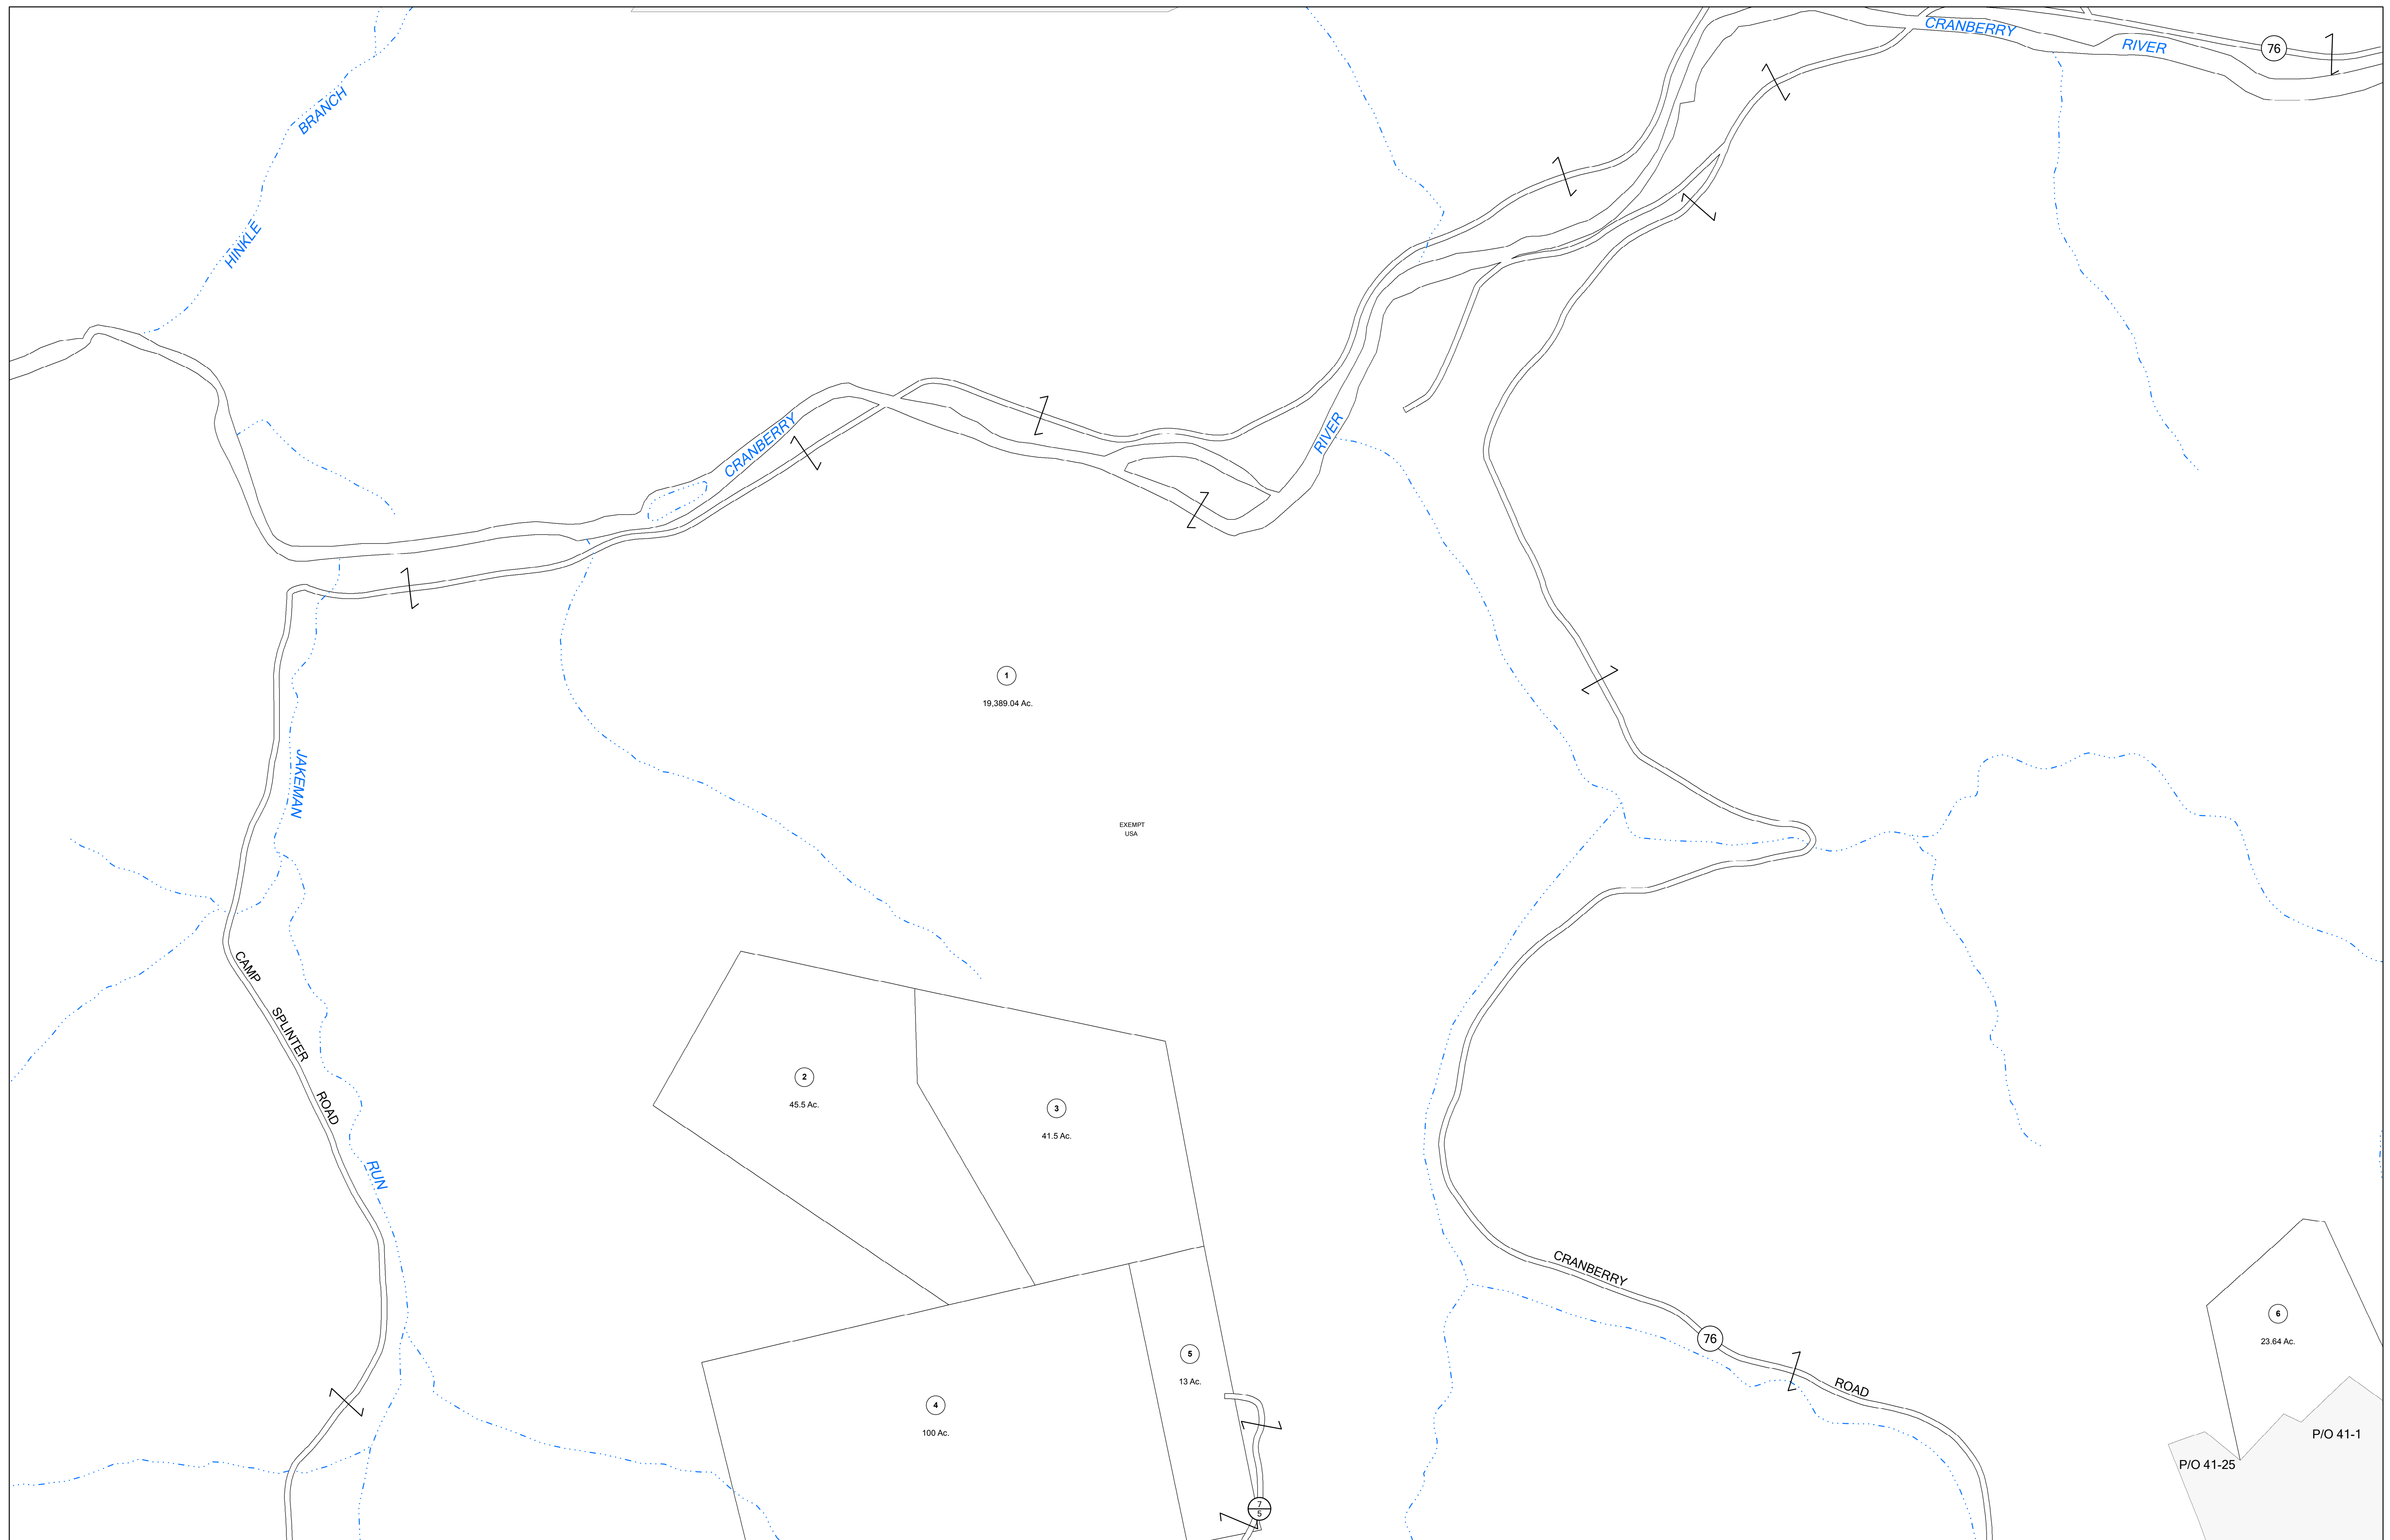 CRANBERRY
RIVER
76
BRANCH
HINKLE
CRANBERRY
RIVER
1
19,389.04 Ac.
JAKEMAN
EXEMPT
USA
CAMP
SPLINTER
ROAD
RUN
2
45.5 Ac.
3
41.5 Ac.
CRANBERRY
76
ROAD
6
23.64 Ac.
5
13 Ac.
4
100 Ac.
P/O 41-1
P/O 41-25
7
5